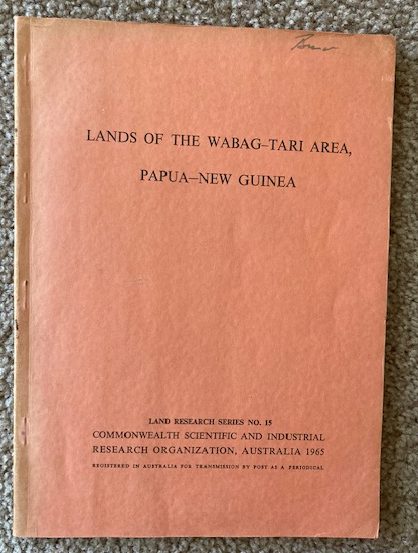 LANDS OF THE WABAG–TARI AREA,
PAPUA–NEW GUINEA
LAND RESEARCH SERIES NO. 15
COMMONWEALTH SCIENTIFIC AND INDUSTRIAL
RESEARCH ORGANIZATION, AUSTRALIA 1965
REGISTERED IN AUSTRALIA FOR TRANSMISSION BY POST AS A PERIODICAL